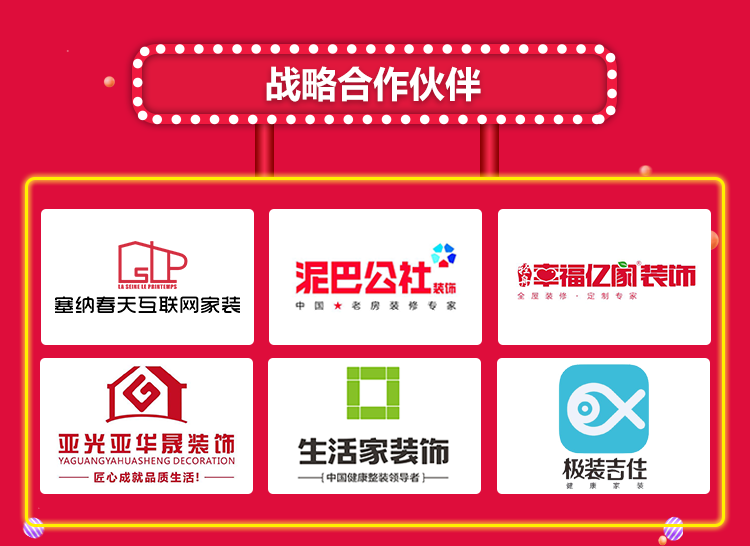 战略合作伙伴
LA SEINE LE PRINTEMPS
塞纳春天互联网家装
泥巴公社装饰
中国★老房装修专家
幸福亿家®装饰
全屋装修·定制专家
亚光亚华晟装饰
YAGUANGYAHUASHENG DECORATION
匠心成就品质生活!
生活家装饰
{中国健康整装领导者}
极装吉住
健康家装